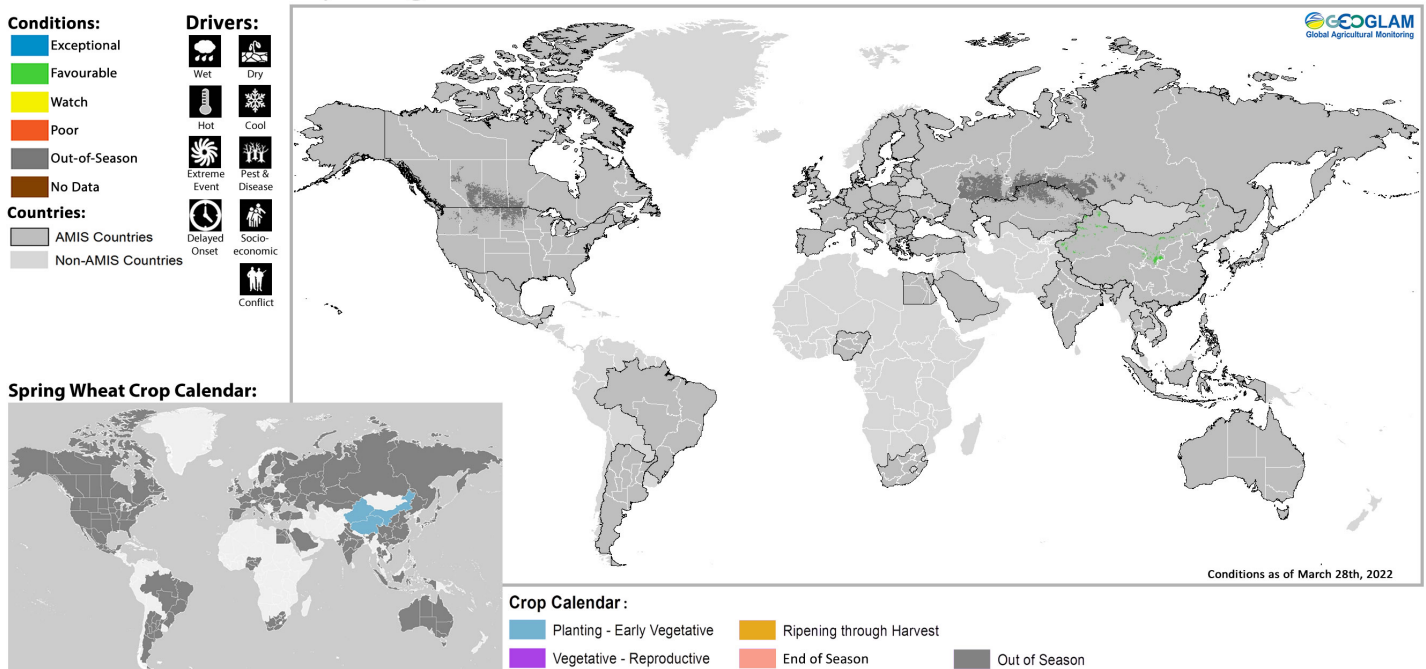 Conditions:
Exceptional
Favourable
Watch
Poor
Out-of-Season
No Data
Countries:
AMIS Countries
Non-AMIS Countries
Drivers:
Wet
Dry
Hot
Cool
Extreme
Event
Pest &
Disease
Delayed
Onset
Socio-
economic
Conflict
GEOGLAM
Global Agricultural Monitoring
Conditions as of March 28th, 2022
Spring Wheat Crop Calendar:
Crop Calendar :
Planting - Early Vegetative
Ripening through Harvest
Vegetative - Reproductive
End of Season
Out of Season